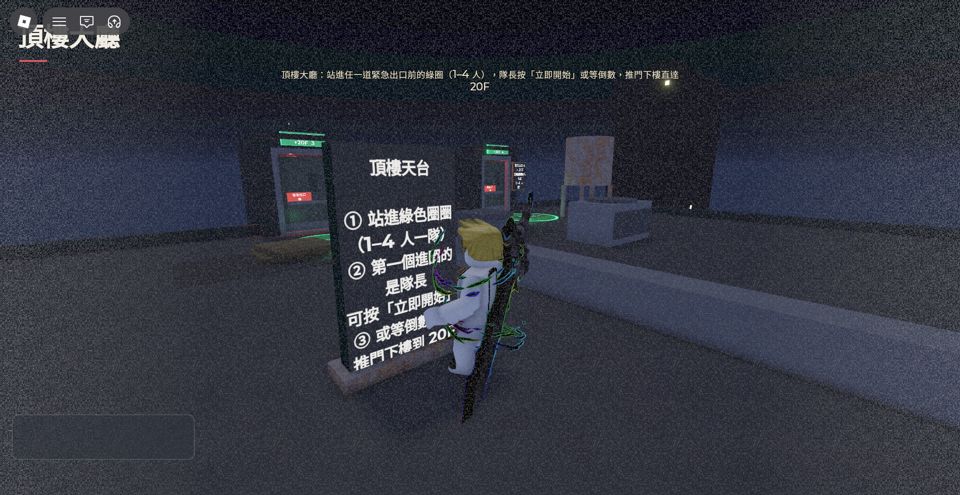 頂樓大廳
頂樓大廳：站進任一道緊急出口前的綠圈（1–4 人），隊長按「立即開始」或等倒數，推門下樓直達
20F
頂樓天台
① 站進綠色圈圈
（1–4 人一隊）
② 第一個進
的
是隊長
可按「立即開始」
③ 或等倒
推門下樓到 20F